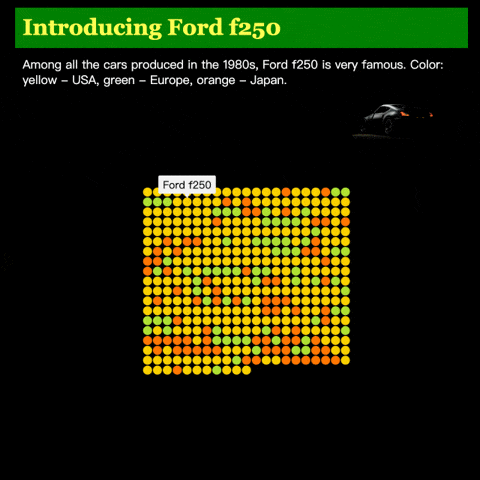 Introducing Ford f250
Among all the cars produced in the 1980s, Ford f250 is very famous. Color:
yellow – USA, green – Europe, orange – Japan.
Ford f250